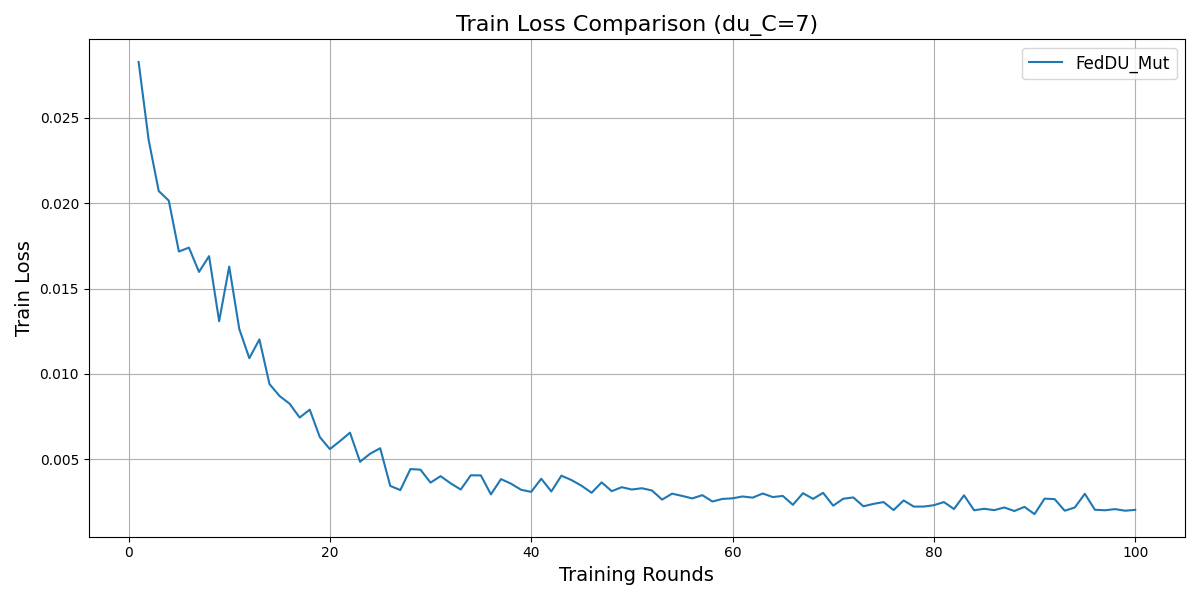 Train Loss Comparison (du_C=7)
FedDU_Mut
Train Loss
0.025
0.020
0.015
0.010
0.005
0 20 40 60 80 100
Training Rounds